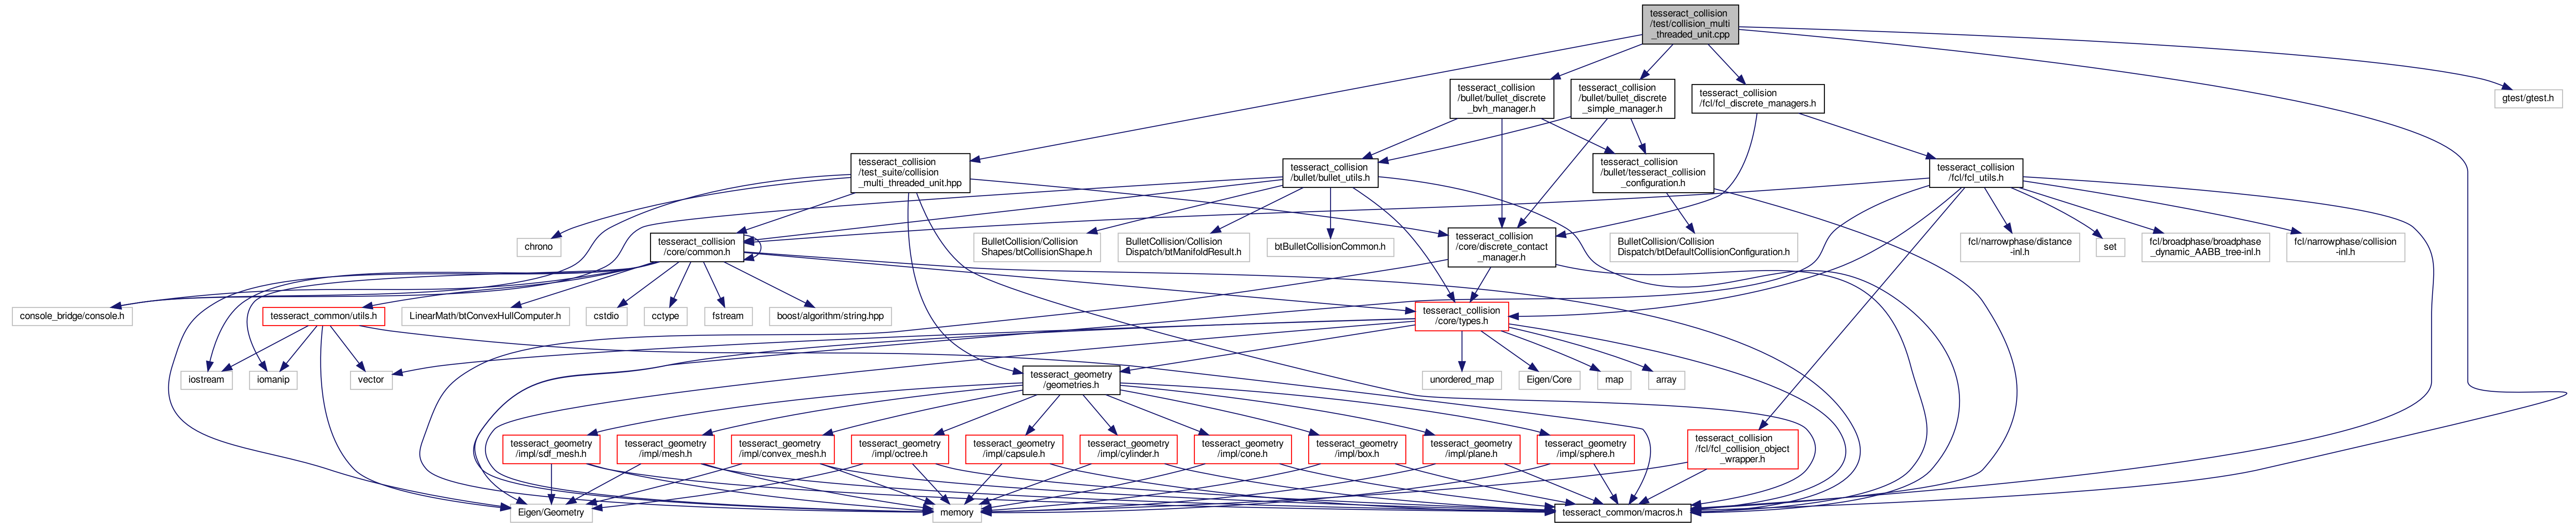 tesseract_collision
/test/collision_multi
_threaded_unit.cpp
tesseract_collision
/bullet/bullet_discrete
_bvh_manager.h
tesseract_collision
/bullet/bullet_discrete
_simple_manager.h
tesseract_collision
/fcl/fcl_discrete_managers.h
gtest/gtest.h
tesseract_collision
/test_suite/collision
_multi_threaded_unit.hpp
tesseract_collision
/bullet/bullet_utils.h
tesseract_collision
/bullet/tesseract_collision
_configuration.h
tesseract_collision
/fcl/fcl_utils.h
chrono
tesseract_collision
/core/common.h
BulletCollision/Collision
Shapes/btCollisionShape.h
BulletCollision/Collision
Dispatch/btManifoldResult.h
btBulletCollisionCommon.h
tesseract_collision
/core/discrete_contact
_manager.h
BulletCollision/Collision
Dispatch/btDefaultCollisionConfiguration.h
fcl/narrowphase/distance
-inl.h
set
fcl/broadphase/broadphase
_dynamic_AABB_tree-inl.h
fcl/narrowphase/collision
-inl.h
console_bridge/console.h
tesseract_common/utils.h
LinearMath/btConvexHullComputer.h
cstdio
cctype
fstream
boost/algorithm/string.hpp
tesseract_collision
/core/types.h
iostream
iomanip
vector
tesseract_geometry
/geometries.h
unordered_map
Eigen/Core
map
array
tesseract_geometry
/impl/sdf_mesh.h
tesseract_geometry
/impl/mesh.h
tesseract_geometry
/impl/convex_mesh.h
tesseract_geometry
/impl/octree.h
tesseract_geometry
/impl/capsule.h
tesseract_geometry
/impl/cylinder.h
tesseract_geometry
/impl/cone.h
tesseract_geometry
/impl/box.h
tesseract_geometry
/impl/plane.h
tesseract_geometry
/impl/sphere.h
tesseract_collision
/fcl/fcl_collision_object
_wrapper.h
Eigen/Geometry
memory
tesseract_common/macros.h